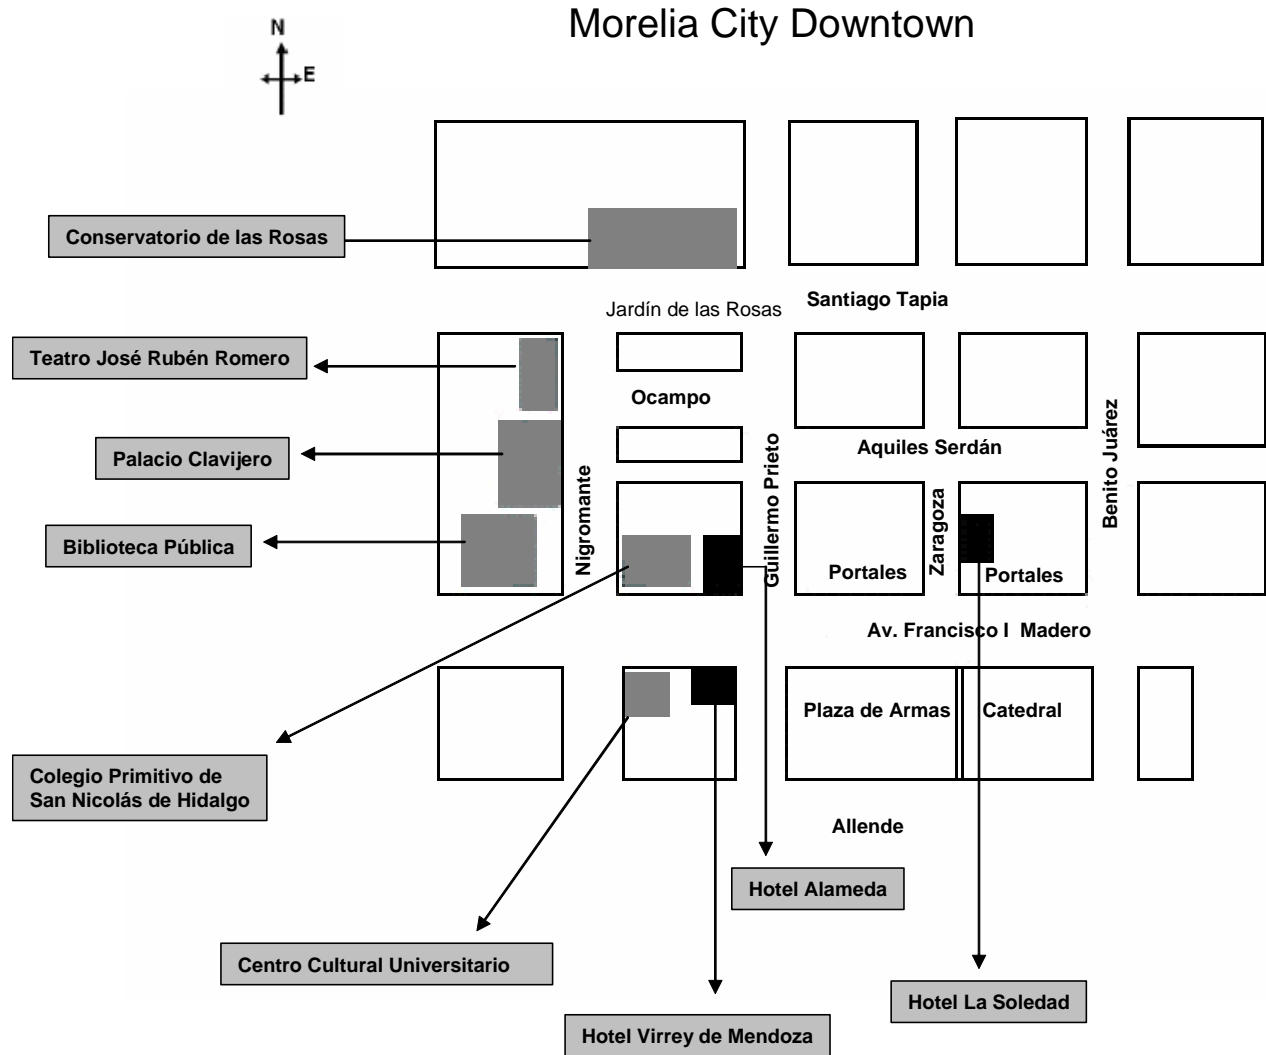 Morelia City Downtown
N
E
Conservatorio de las Rosas
Santiago Tapia
Jardín de las Rosas
Teatro José Rubén Romero
Ocampo
Aquiles Serdán
Palacio Clavijero
Nigromante
Guillermo Prieto
Zaragoza
Benito Juárez
Biblioteca Pública
Portales
Portales
Av. Francisco I Madero
Plaza de Armas
Catedral
Colegio Primitivo de
San Nicolás de Hidalgo
Allende
Hotel Alameda
Centro Cultural Universitario
Hotel La Soledad
Hotel Virrey de Mendoza